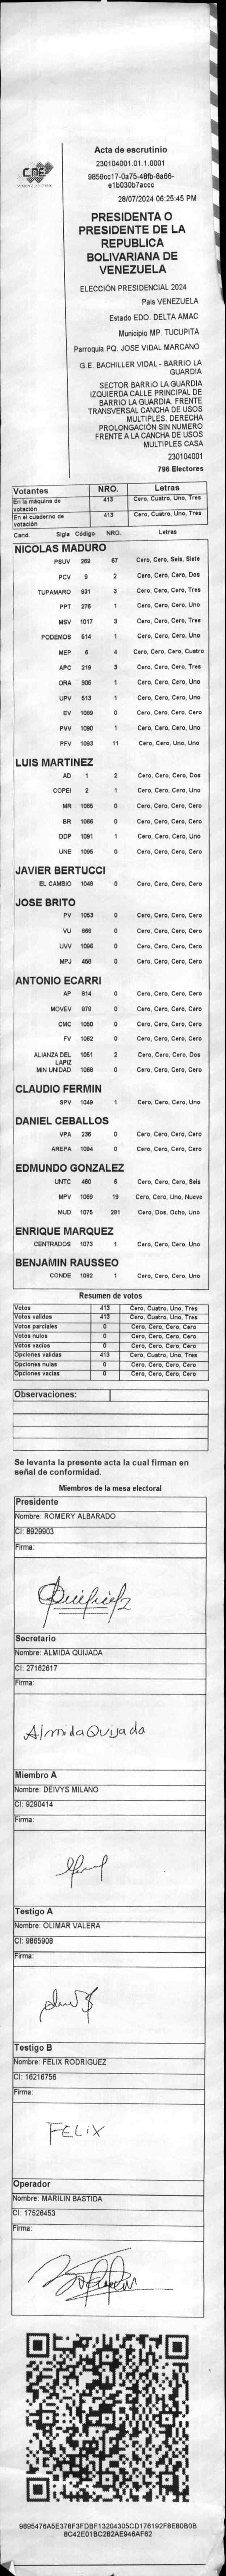 CNE
Acta de escrutinio
230104001.01.1.0001
9859cc17-0a75-48fb-8a66-
e1b030b7accc
28/07/2024 06:25:45 PM
PRESIDENTA O
PRESIDENTE DE LA
REPUBLICA
BOLIVARIANA DE
VENEZUELA
ELECCIÓN PRESIDENCIAL 2024
País VENEZUELA
Estado EDO. DELTA AMAC
Municipio MP. TUCUPITA
Parroquia PQ. JOSE VIDAL MARCANO
G.E. BACHILLER VIDAL - BARRIO LA
GUARDIA
SECTOR BARRIO LA GUARDIA
IZQUIERDA CALLE PRINCIPAL DE
BARRIO LA GUARDIA. FRENTE
TRANSVERSAL CANCHA DE USOS
MULTIPLES. DERECHA
PROLONGACIÓN SIN NUMERO
FRENTE A LA CANCHA DE USOS
MULTIPLES CASA
230104001
796 Electores
Votantes NRO. Letras
En la máquina de votación 413 Cero, Cuatro, Uno, Tres
En el cuaderno de votación 413 Cero, Cuatro, Uno, Tres
Cand. Sigla Código NRO. Letras
NICOLAS MADURO
PSUV 269 67 Cero, Cero, Seis, Siete
PCV 9 2 Cero, Cero, Cero, Dos
TUPAMARO 931 3 Cero, Cero, Cero, Tres
PPT 276 1 Cero, Cero, Cero, Uno
MSV 1017 3 Cero, Cero, Cero, Tres
PODEMOS 514 1 Cero, Cero, Cero, Uno
MEP 6 4 Cero, Cero, Cero, Cuatro
APC 219 3 Cero, Cero, Cero, Tres
ORA 906 1 Cero, Cero, Cero, Uno
UPV 513 1 Cero, Cero, Cero, Uno
EV 1089 0 Cero, Cero, Cero, Cero
PVV 1090 1 Cero, Cero, Cero, Uno
PFV 1093 11 Cero, Cero, Uno, Uno
LUIS MARTINEZ
AD 1 2 Cero, Cero, Cero, Dos
COPEI 2 1 Cero, Cero, Cero, Uno
MR 1065 0 Cero, Cero, Cero, Cero
BR 1066 0 Cero, Cero, Cero, Cero
DDP 1091 1 Cero, Cero, Cero, Uno
UNE 1095 0 Cero, Cero, Cero, Cero
JAVIER BERTUCCI
EL CAMBIO 1048 0 Cero, Cero, Cero, Cero
JOSE BRITO
PV 1053 0 Cero, Cero, Cero, Cero
VU 868 0 Cero, Cero, Cero, Cero
UVV 1096 0 Cero, Cero, Cero, Cero
MPJ 458 0 Cero, Cero, Cero, Cero
ANTONIO ECARRI
AP 814 0 Cero, Cero, Cero, Cero
MOVEV 878 0 Cero, Cero, Cero, Cero
CMC 1050 0 Cero, Cero, Cero, Cero
FV 1062 0 Cero, Cero, Cero, Cero
ALIANZA DEL LAPIZ 1051 2 Cero, Cero, Cero, Dos
MIN UNIDAD 1068 0 Cero, Cero, Cero, Cero
CLAUDIO FERMIN
SPV 1049 1 Cero, Cero, Cero, Uno
DANIEL CEBALLOS
VPA 236 0 Cero, Cero, Cero, Cero
AREPA 1094 0 Cero, Cero, Cero, Cero
EDMUNDO GONZALEZ
UNTC 460 6 Cero, Cero, Cero, Seis
MPV 1069 19 Cero, Cero, Uno, Nueve
MUD 1075 281 Cero, Dos, Ocho, Uno
ENRIQUE MARQUEZ
CENTRADOS 1073 1 Cero, Cero, Cero, Uno
BENJAMIN RAUSSEO
CONDE 1092 1 Cero, Cero, Cero, Uno
Resumen de votos
Votos 413 Cero, Cuatro, Uno, Tres
Votos validos 413 Cero, Cuatro, Uno, Tres
Votos parciales 0 Cero, Cero, Cero, Cero
Votos nulos 0 Cero, Cero, Cero, Cero
Votos vacíos 0 Cero, Cero, Cero, Cero
Opciones validas 413 Cero, Cuatro, Uno, Tres
Opciones nulas 0 Cero, Cero, Cero, Cero
Opciones vacias 0 Cero, Cero, Cero, Cero
Observaciones:
Se levanta la presente acta la cual firman en
señal de conformidad.
Miembros de la mesa electoral
Presidente
Nombre: ROMERY ALBARADO
CI: 8929903
Firma:
Secretario
Nombre: ALMIDA QUIJADA
CI: 27162617
Firma:
Almida Quijada
Miembro A
Nombre: DEIVYS MILANO
CI: 9290414
Firma:
Testigo A
Nombre: OLIMAR VALERA
CI: 9865908
Firma:
Testigo B
Nombre: FELIX RODRIGUEZ
CI: 16216756
Firma:
FELIX
Operador
Nombre: MARILIN BASTIDA
CI: 17526453
Firma:
9895476A5E378F3FDBF13204305CD176192F8E80B0B
8C42E01BC282AE946AF62